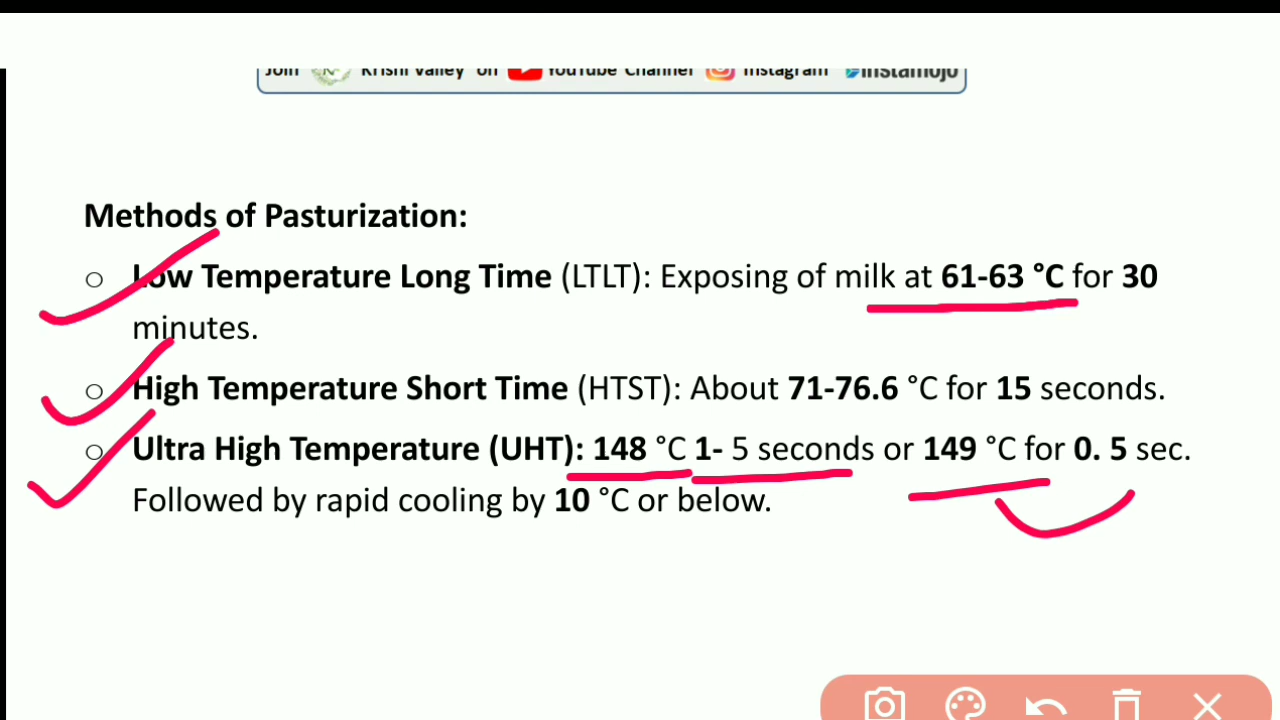 Join Krishi Valley on YouTube Channel Instagram instamojo
Methods of Pasturization:
o Low Temperature Long Time (LTLT): Exposing of milk at 61-63 °C for 30
minutes.
o High Temperature Short Time (HTST): About 71-76.6 °C for 15 seconds.
o Ultra High Temperature (UHT): 148 °C 1- 5 seconds or 149 °C for 0. 5 sec.
Followed by rapid cooling by 10 °C or below.